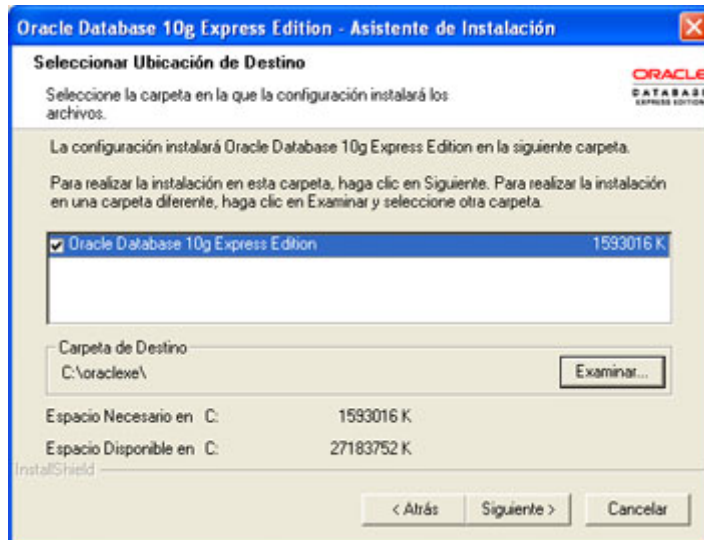 Oracle Database 10g Express Edition - Asistente de Instalación
Seleccionar Ubicación de Destino
Seleccione la carpeta en la que la configuración instalará los
archivos.
ORACLE
DATABASE
EXPRESS EDITION
La configuración instalará Oracle Database 10g Express Edition en la siguiente carpeta.
Para realizar la instalación en esta carpeta, haga clic en Siguiente. Para realizar la instalación
en una carpeta diferente, haga clic en Examinar y seleccione otra carpeta.
Oracle Database 10g Express Edition 1593016 K
Carpeta de Destino
C:\oraclexe\ Examinar...
Espacio Necesario en C: 1593016 K
Espacio Disponible en C: 27183752 K
InstallShield
< Atrás Siguiente > Cancelar